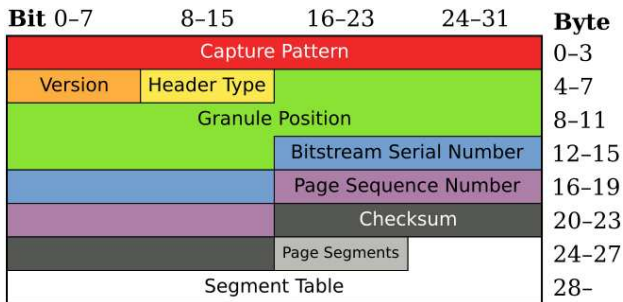 Bit 0–7 8–15 16–23 24–31 Byte
Capture Pattern 0–3
Version Header Type 4–7
Granule Position 8–11
Bitstream Serial Number 12–15
Page Sequence Number 16–19
Checksum 20–23
Page Segments 24–27
Segment Table 28–